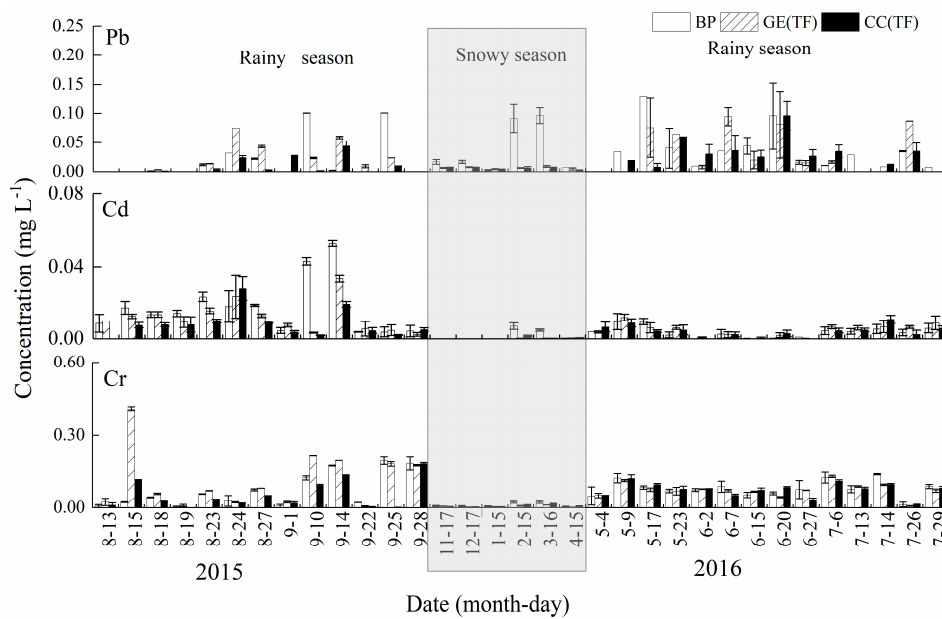 0.25
BP GE(TF) CC(TF)
Pb
0.20
Rainy season
Snowy season
Rainy season
0.15
0.10
0.05
0.00
0.08
Cd
0.04
0.00
0.60
Cr
0.30
0.00
Concentration (mg L-1)
8-13 8-15 8-18 8-19 8-23 8-24 8-27 9-1 9-10 9-14 9-22 9-25 9-28 11-17 12-17 1-15 2-15 3-16 4-15 5-4 5-9 5-17 5-23 6-2 6-7 6-15 6-20 6-27 7-6 7-13 7-14 7-26
2015 2016
Date (month-day)